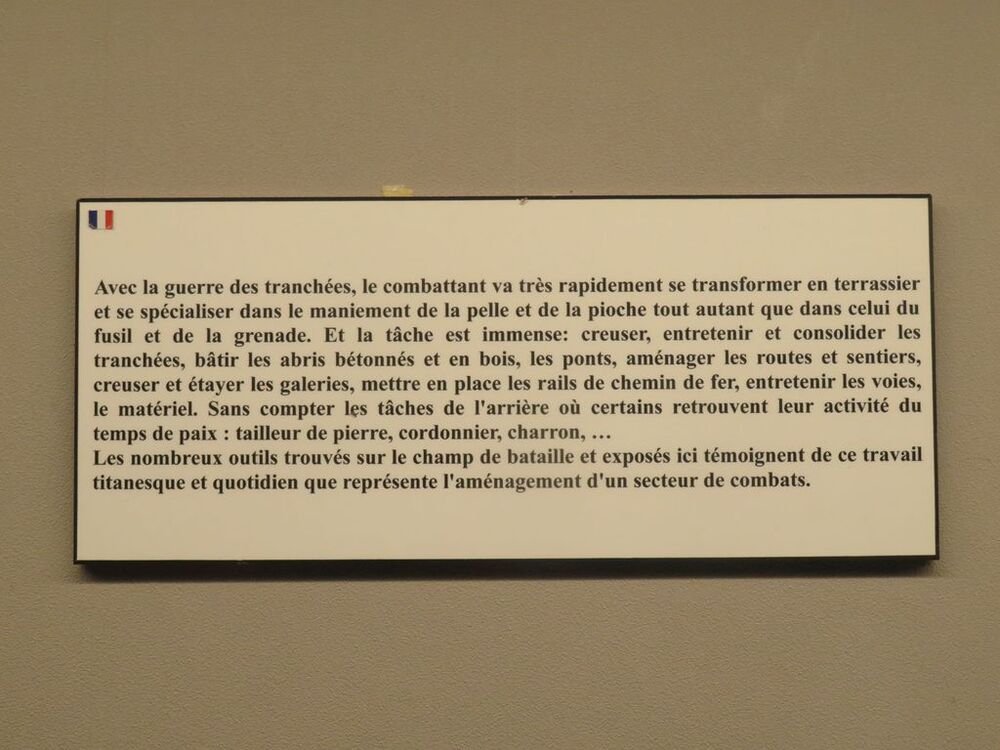 Avec la guerre des tranchées, le combattant va très rapidement se transformer en terrassier
et se spécialiser dans le maniement de la pelle et de la pioche tout autant que dans celui du
fusil et de la grenade. Et la tâche est immense: creuser, entretenir et consolider les
tranchées, bâtir les abris bétonnés et en bois, les ponts, aménager les routes et sentiers,
creuser et étayer les galeries, mettre en place les rails de chemin de fer, entretenir les voies,
le matériel. Sans compter les tâches de l'arrière où certains retrouvent leur activité du
temps de paix : tailleur de pierre, cordonnier, charron, …
Les nombreux outils trouvés sur le champ de bataille et exposés ici témoignent de ce travail
titanesque et quotidien que représente l'aménagement d'un secteur de combats.